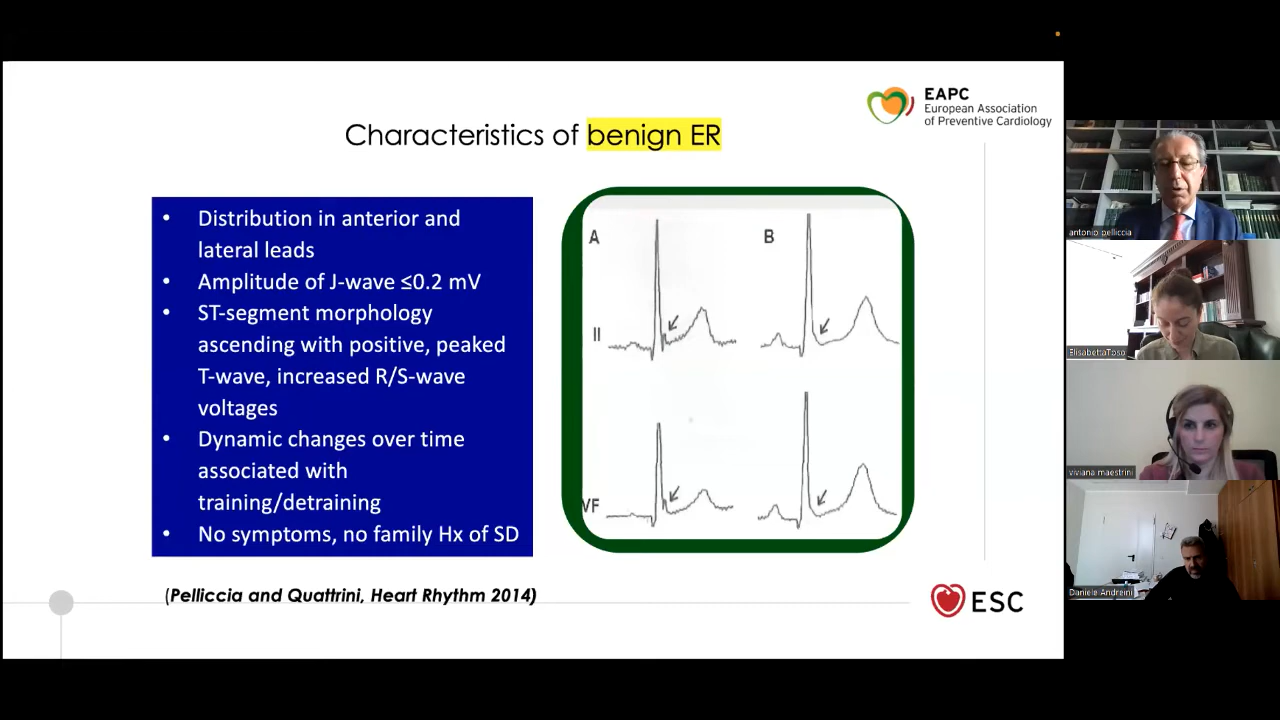 EAPC
European Association
of Preventive Cardiology
Characteristics of benign ER
• Distribution in anterior and
lateral leads
• Amplitude of J-wave ≤0.2 mV
• ST-segment morphology
ascending with positive, peaked
T-wave, increased R/S-wave
voltages
• Dynamic changes over time
associated with
training/detraining
• No symptoms, no family Hx of SD
A
B
II
VF
(Pelliccia and Quattrini, Heart Rhythm 2014)
ESC
antonio pelliccia
ElisabettaToso
viviana maestrini
Daniele Andreini